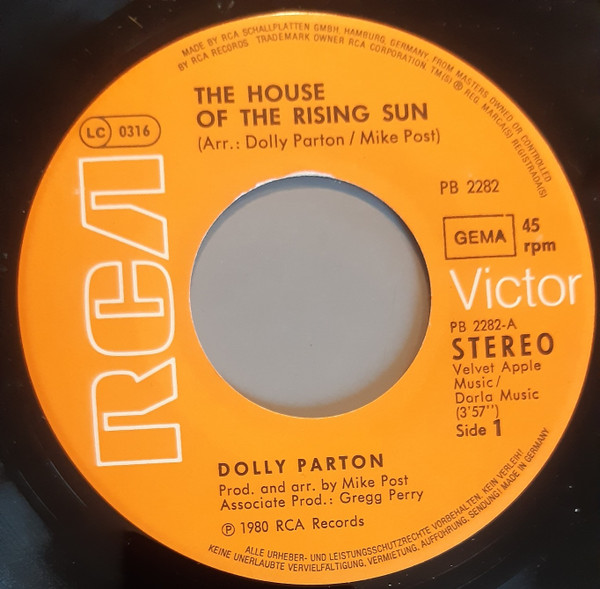 MADE BY RCA SCHALLPLATTEN GMBH, HAMBURG, GERMANY, FROM MASTERS OWNED OR CONTROLLED
BY RCA RECORDS TRADEMARK OWNER RCA CORPORATION. TM(S) ® REG. MARCA(S) REGISTRADA(S)
THE HOUSE
OF THE RISING SUN
(Arr.: Dolly Parton / Mike Post)
LC 0316
PB 2282
GEMA
45
rpm
RCA
Victor
PB 2282-A
STEREO
Velvet Apple
Music/
Darla Music
(3'57'')
Side 1
DOLLY PARTON
Prod. and arr. by Mike Post
Associate Prod.: Gregg Perry
℗ 1980 RCA Records
ALLE URHEBER- UND LEISTUNGSSCHUTZRECHTE VORBEHALTEN. KEIN VERLEIH!
KEINE UNERLAUBTE VERVIELFÄLTIGUNG, VERMIETUNG, AUFFÜHRUNG, SENDUNG! MADE IN GERMANY